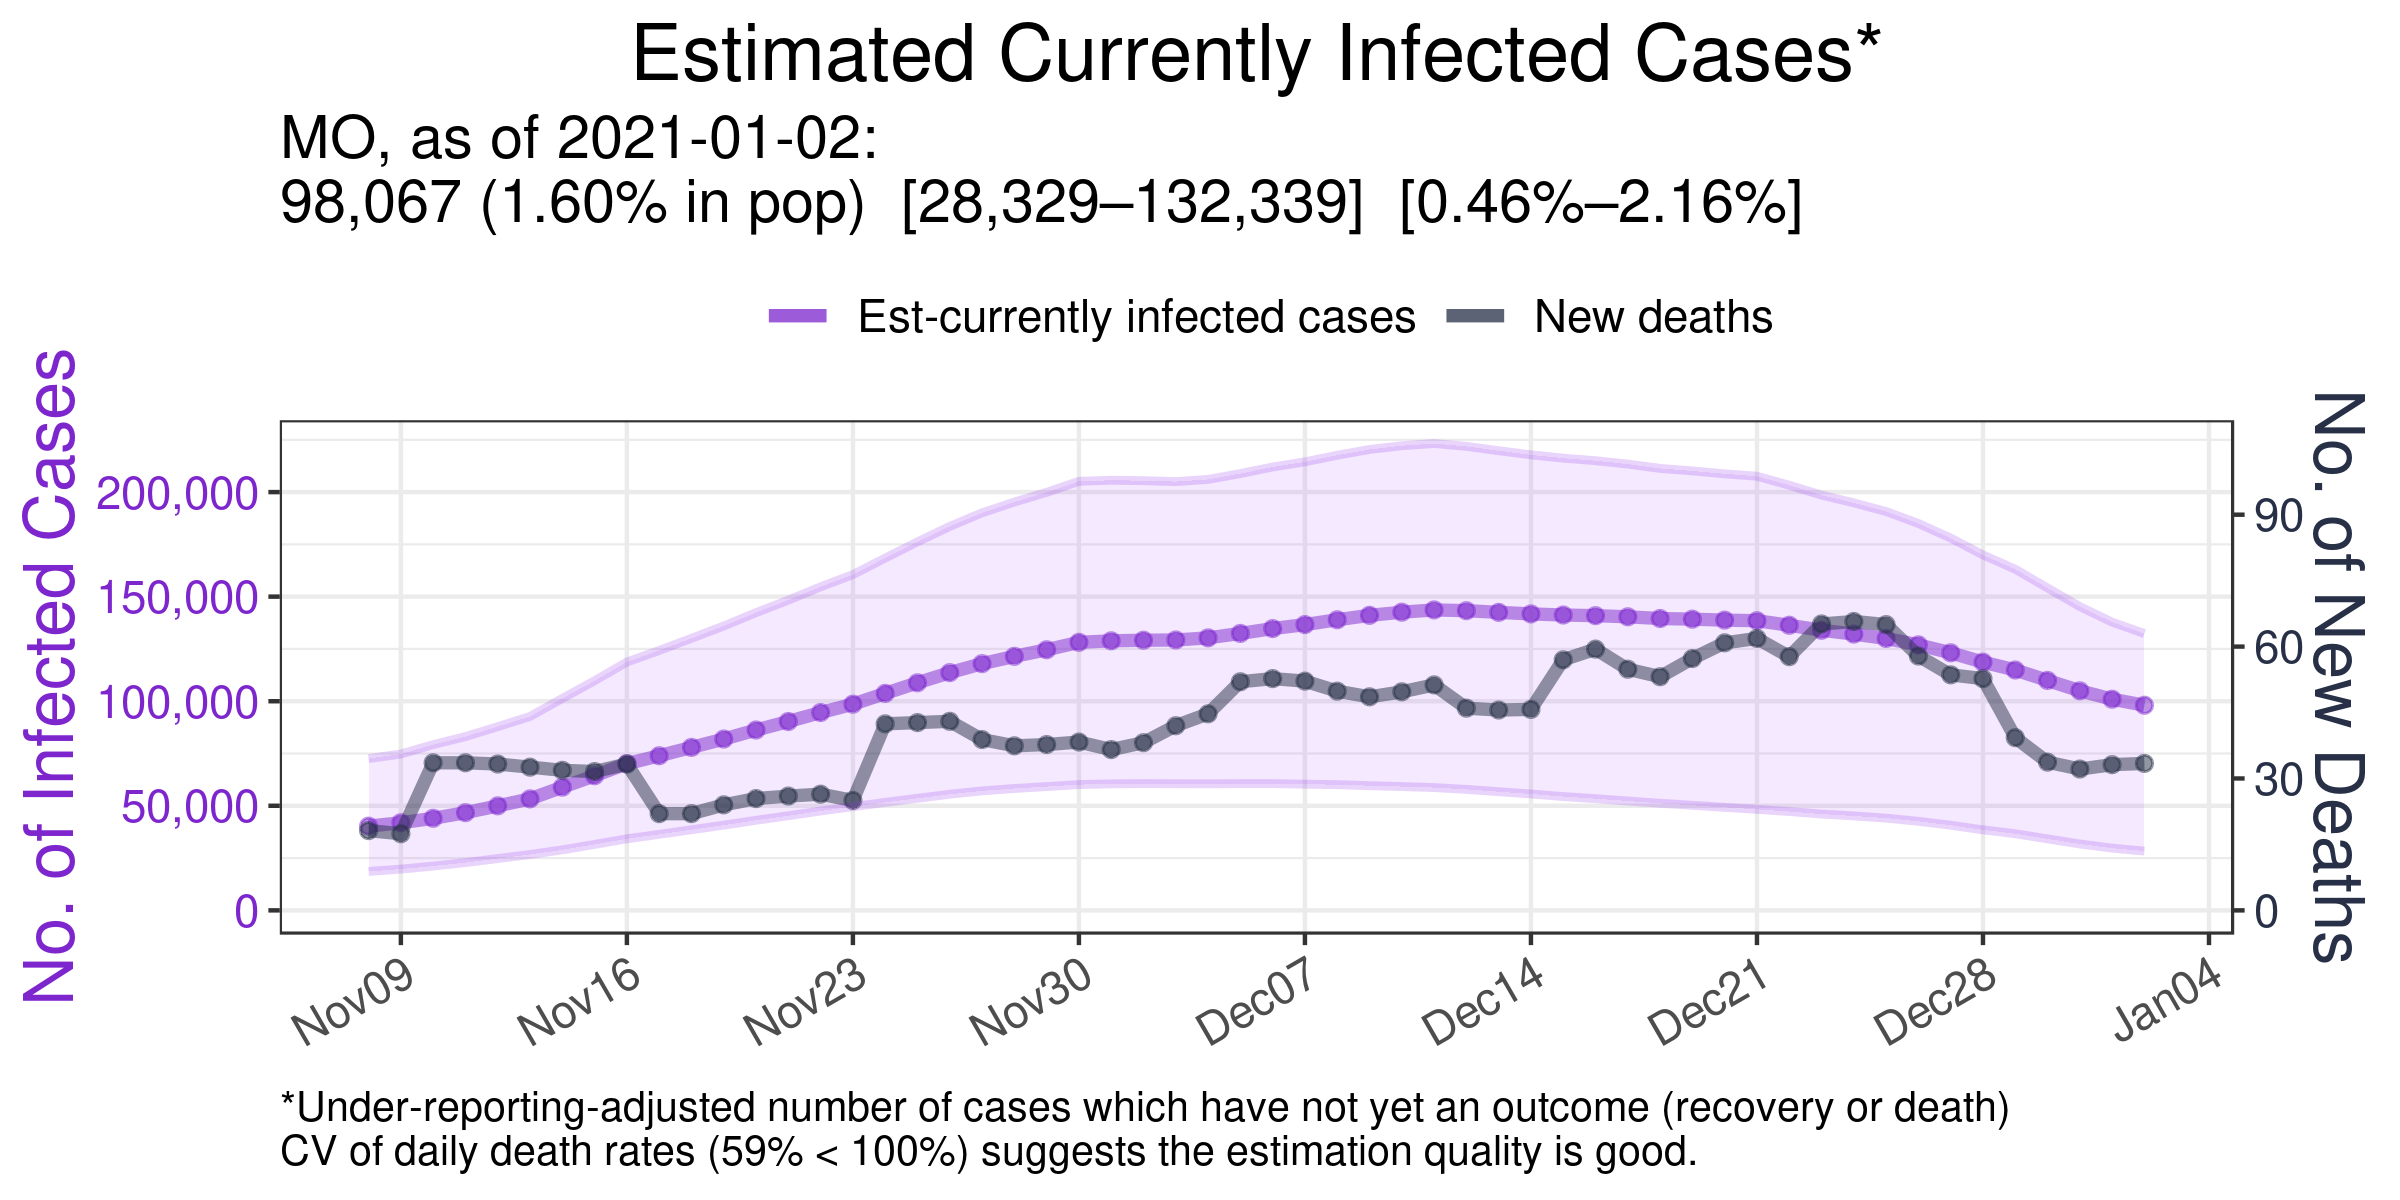 Estimated Currently Infected Cases*
MO, as of 2021-01-02:
98,067 (1.60% in pop)  [28,329–132,339]  [0.46%–2.16%]
Est-currently infected cases
New deaths
No. of Infected Cases
200,000
150,000
100,000
50,000
0
No. of New Deaths
90
60
30
0
Nov09
Nov16
Nov23
Nov30
Dec07
Dec14
Dec21
Dec28
Jan04
*Under-reporting-adjusted number of cases which have not yet an outcome (recovery or death)
CV of daily death rates (59% < 100%) suggests the estimation quality is good.